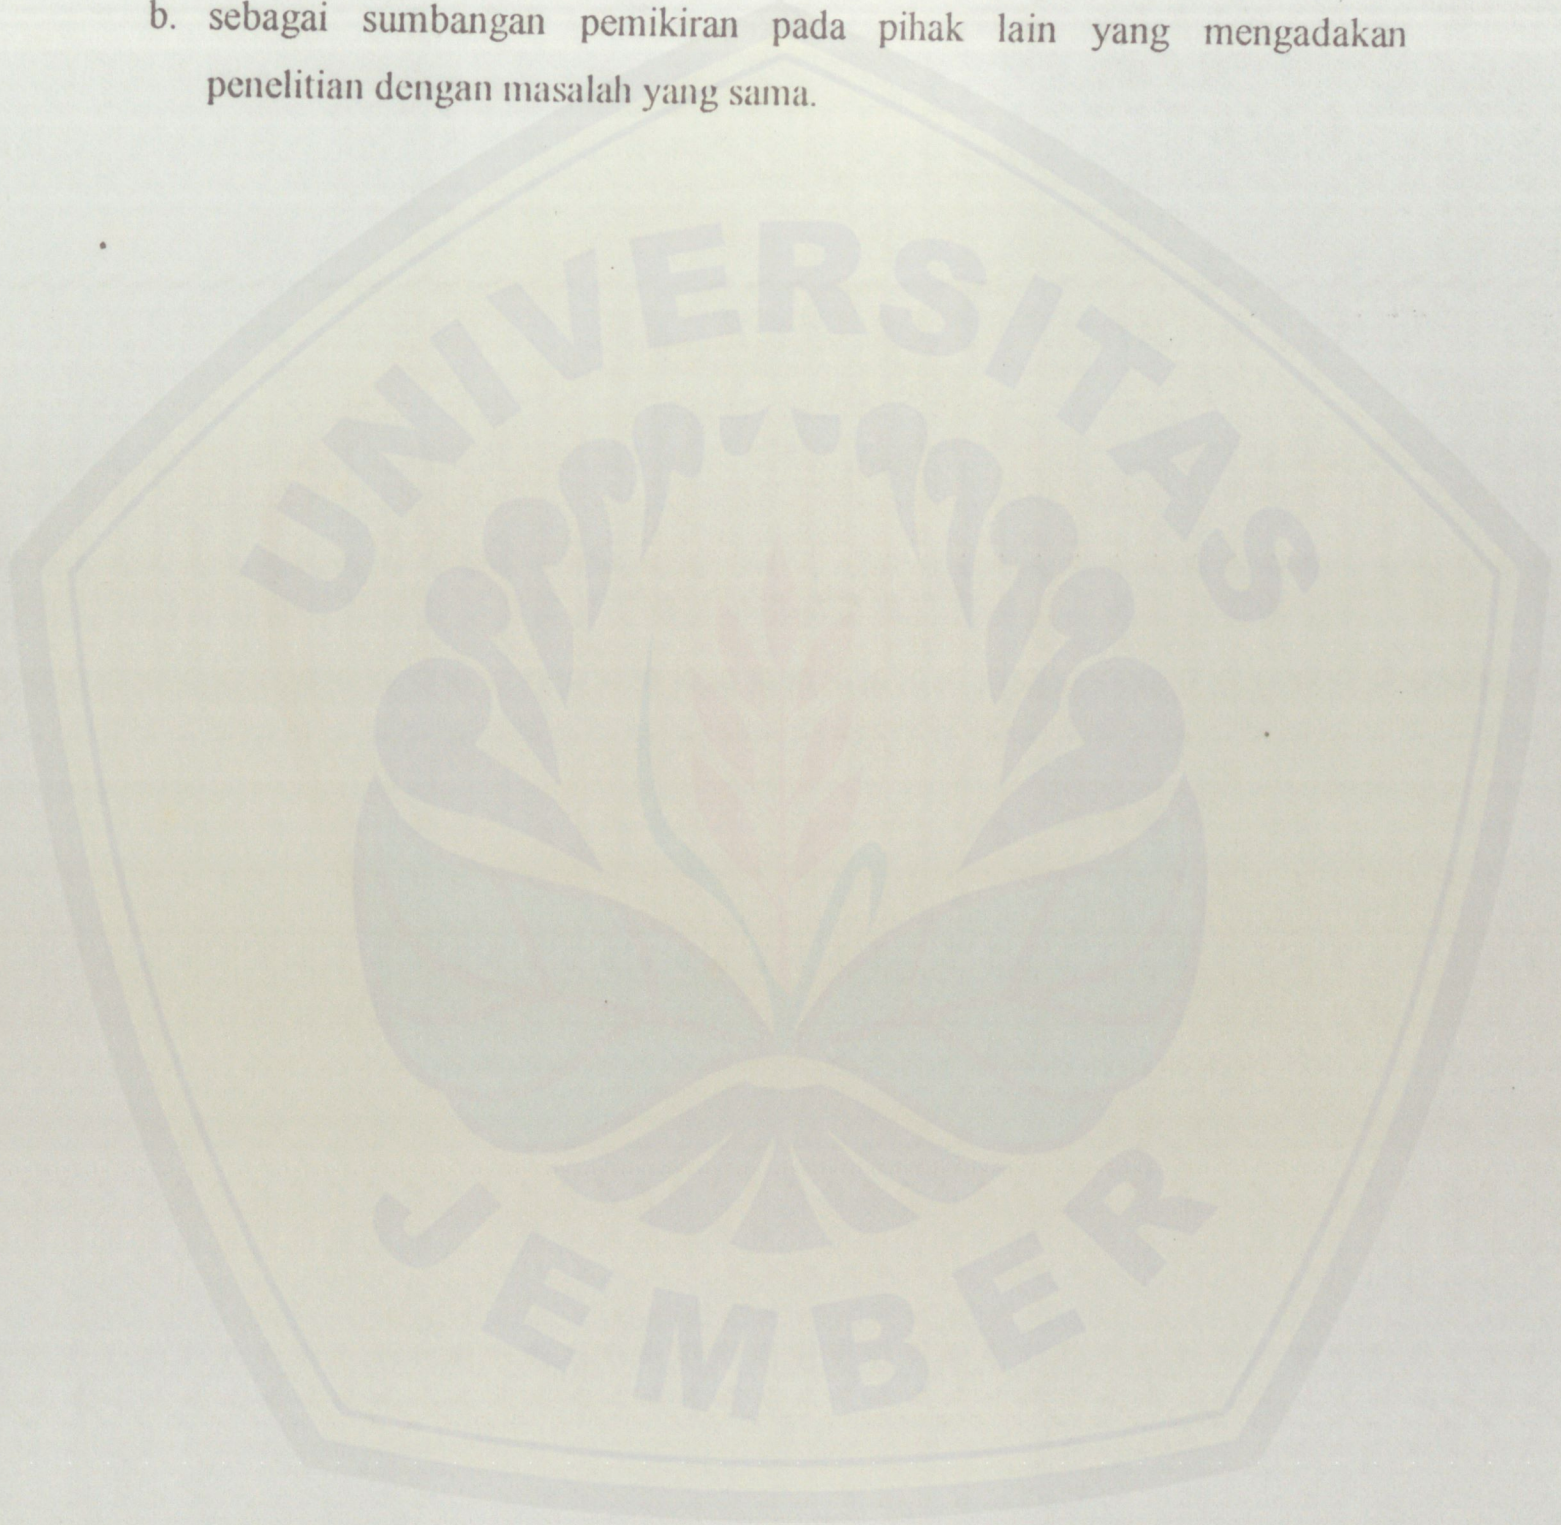 b. sebagai sumbangan pemikiran pada pihak lain yang mengadakan
penelitian dengan masalah yang sama.
UNIVERSITAS
JEMBER